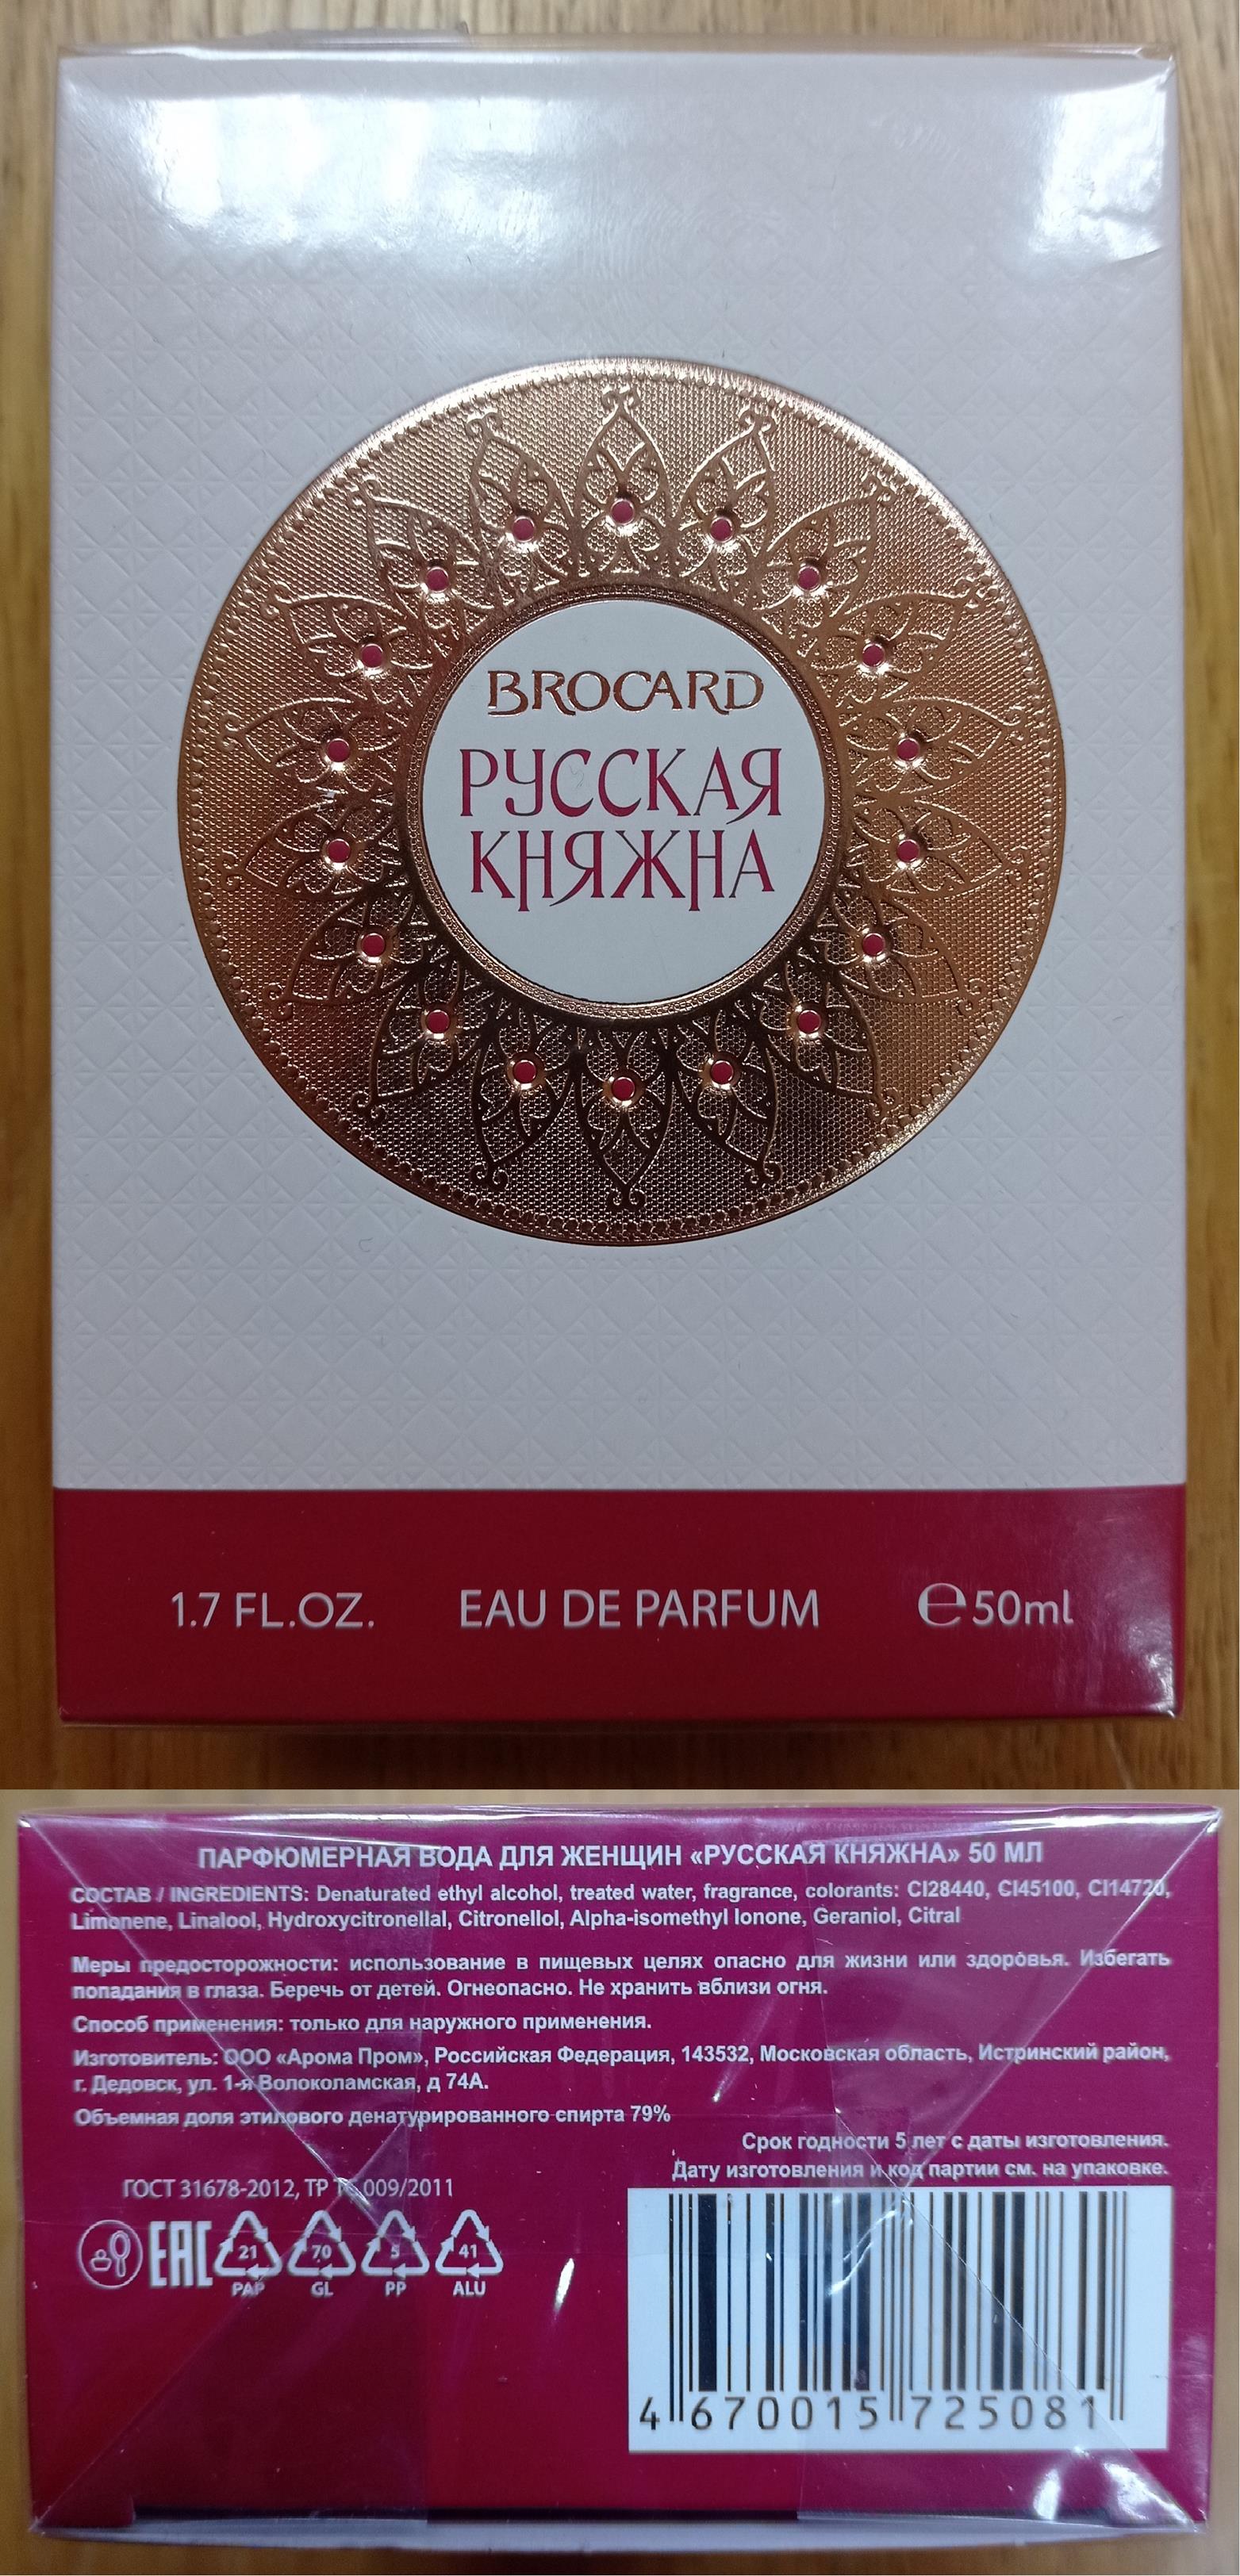 BROCARD
РУССКАЯ
КНЯЖНА
1.7 FL.OZ. EAU DE PARFUM ℮50ml
ПАРФЮМЕРНАЯ ВОДА ДЛЯ ЖЕНЩИН «РУССКАЯ КНЯЖНА» 50 МЛ
СОСТАВ / INGREDIENTS: Denaturated ethyl alcohol, treated water, fragrance, colorants: CI28440, CI45100, CI14720,
Limonene, Linalool, Hydroxycitronellal, Citronellol, Alpha-isomethyl Ionone, Geraniol, Citral
Меры предосторожности: использование в пищевых целях опасно для жизни или здоровья. Избегать
попадания в глаза. Беречь от детей. Огнеопасно. Не хранить вблизи огня.
Способ применения: только для наружного применения.
Изготовитель: ООО «Арома Пром», Российская Федерация, 143532, Московская область, Истринский район,
г. Дедовск, ул. 1-я Волоколамская, д 74А.
Объемная доля этилового денатурированного спирта 79%
Срок годности 5 лет с даты изготовления.
Дату изготовления и код партии см. на упаковке.
ГОСТ 31678-2012, ТР ТС 009/2011
EAC 21 70 5 41
PAP GL PP ALU
4 670015 725081